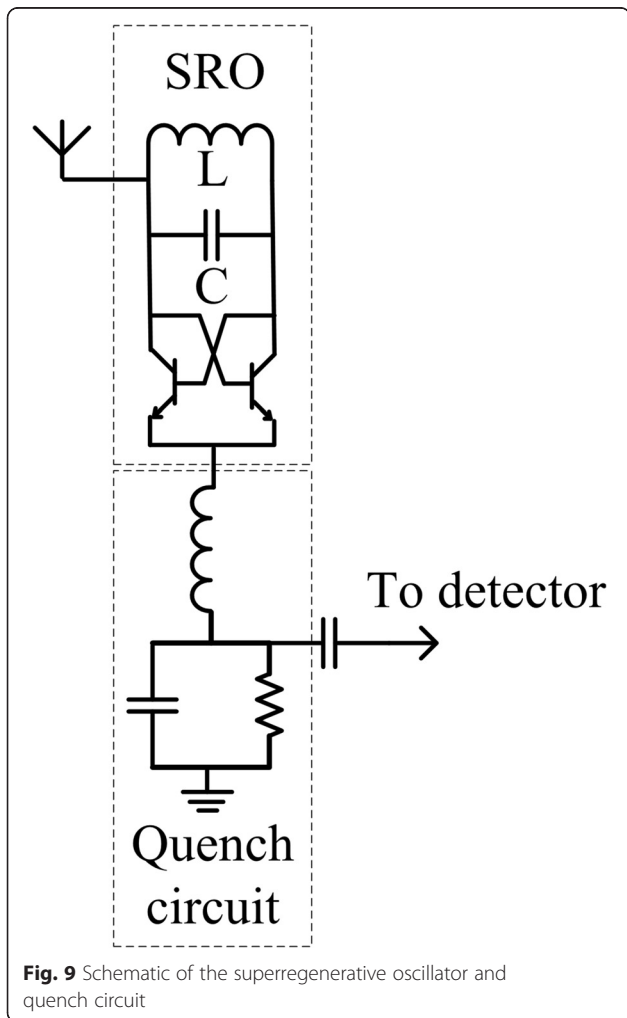 SRO
L
C
To detector
Quench
circuit
Fig. 9 Schematic of the superregenerative oscillator and
quench circuit